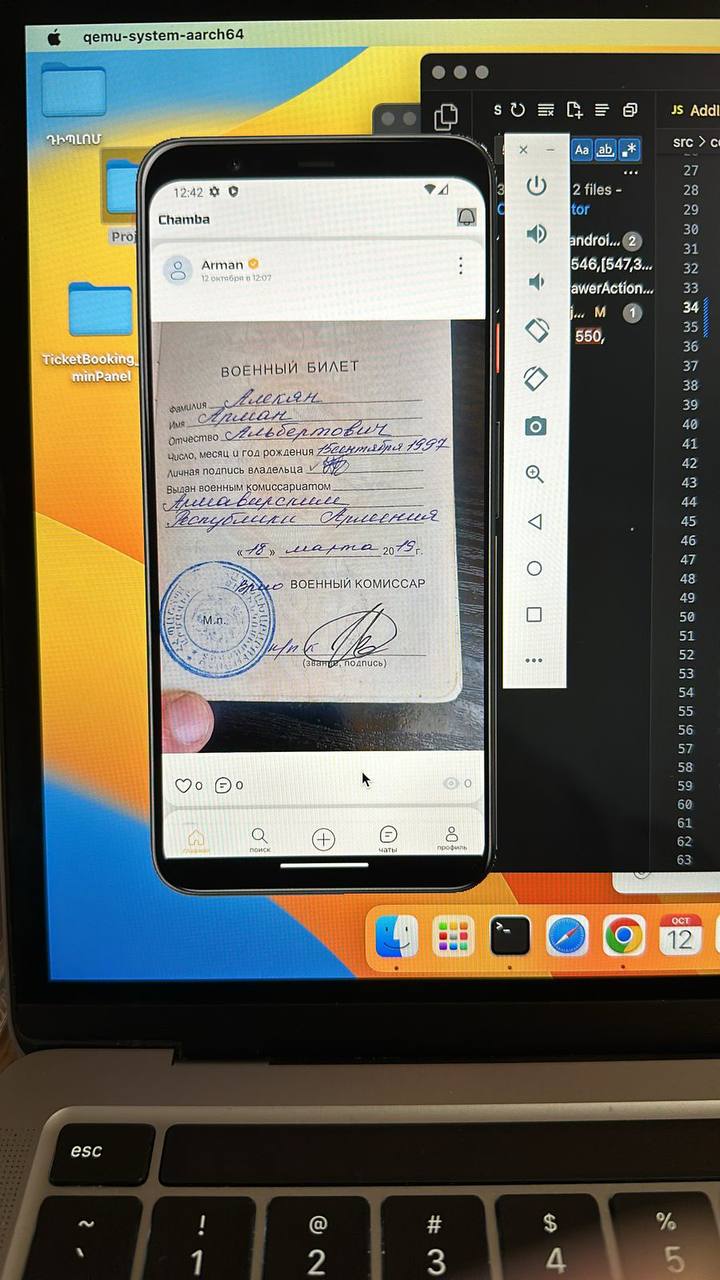 qemu-system-aarch64
ԴԻՊԼՈՄ
Proj
TicketBooking_
minPanel
12:42
Chamba
Arman
12 октября в 12:07
ВОЕННЫЙ БИЛЕТ
Фамилия Алекян
Имя Арман
Отчество Альбертович
Число, месяц и год рождения 15 сентября 1997
Личная подпись владельца
Выдан военным комиссариатом
Армавирским
Республики Армения
«18» марта 2019 г.
Врио ВОЕННЫЙ КОМИССАР
М.п.
п/п-к
(звание, подпись)
0 0 0
главная поиск чаты профиль
S
JS AddI
Aa ab
src > co
2 files -
tor
androi... 2
546,[547,3...
awerAction...
j... M 1
550,
27
28
29
30
31
32
33
34
35
36
37
38
39
40
41
42
43
44
45
46
47
48
49
50
51
52
53
54
55
56
57
58
59
60
61
62
63
OCT
12
esc
~ ! @ # $ %
` 1 2 3 4 5